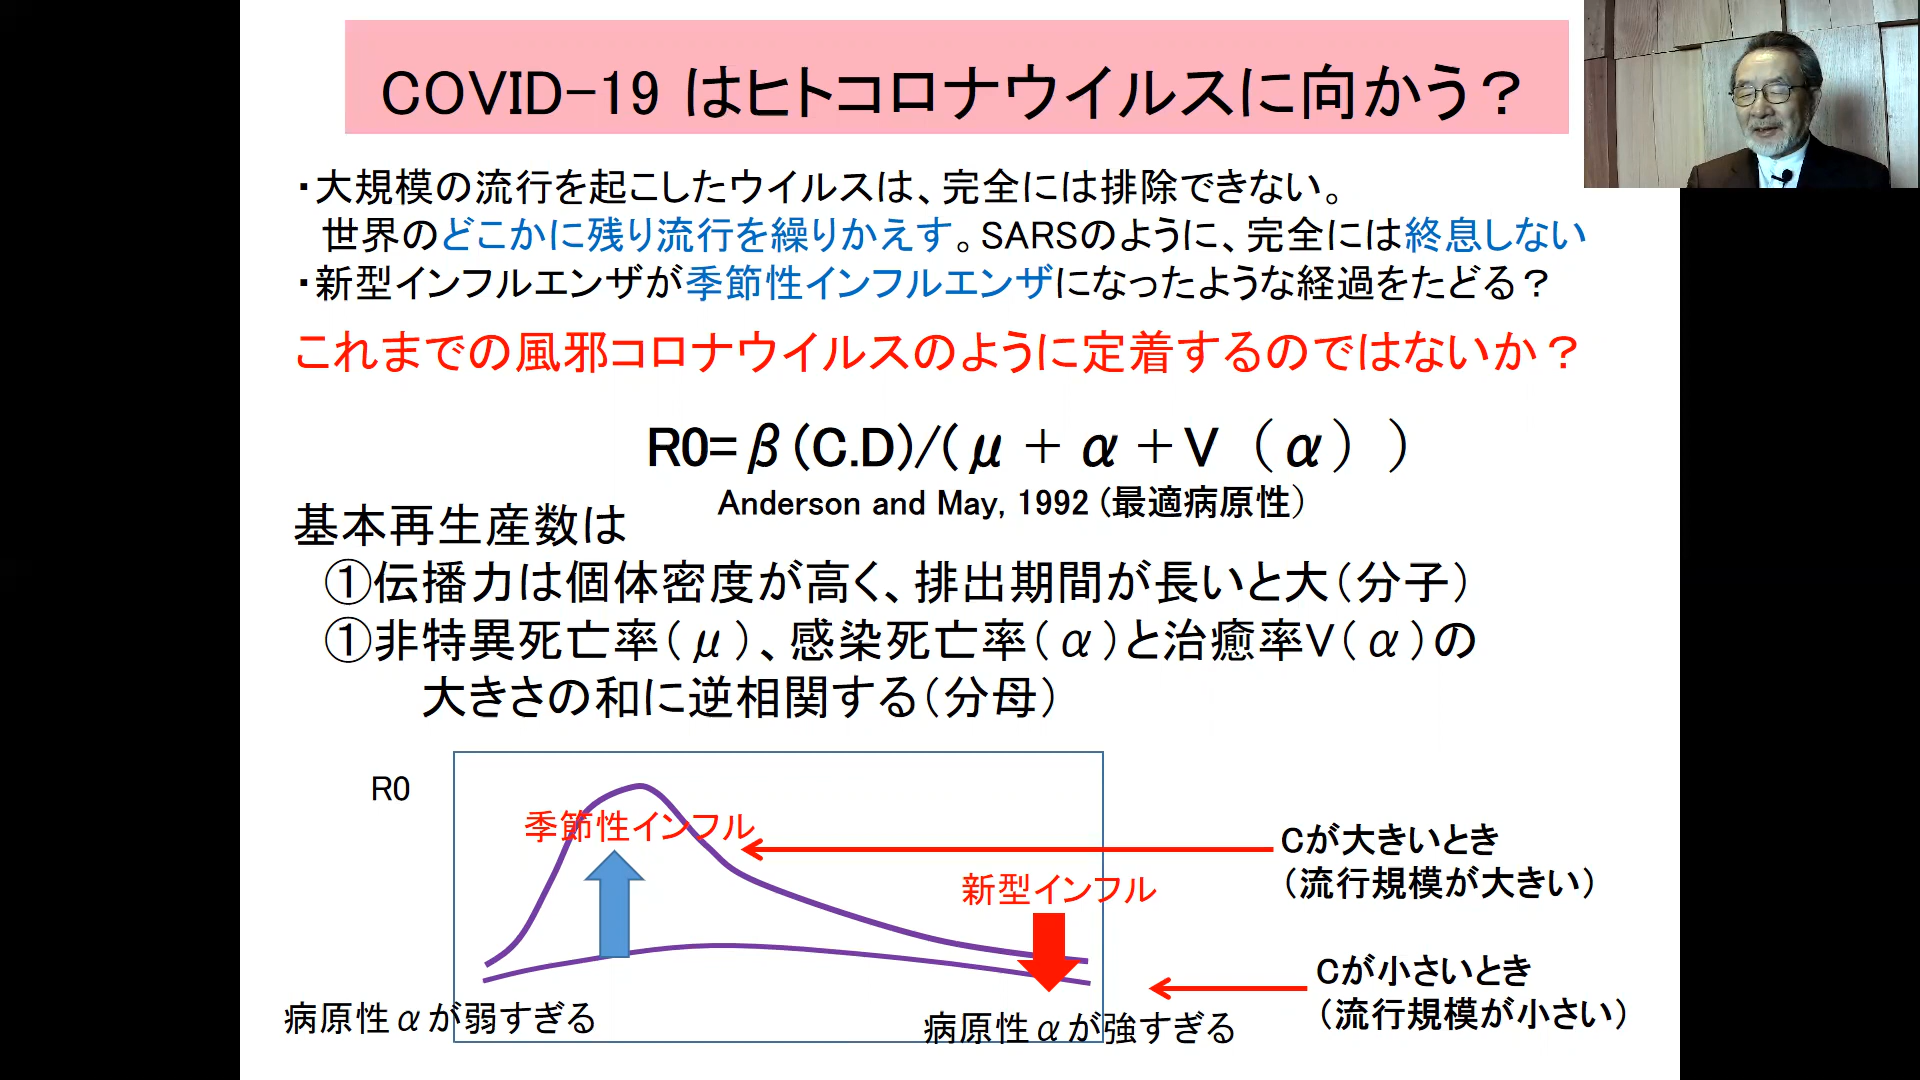 COVID-19 はヒトコロナウイルスに向かう？
・大規模の流行を起こしたウイルスは、完全には排除できない。
世界のどこかに残り流行を繰りかえす。SARSのように、完全には終息しない
・新型インフルエンザが季節性インフルエンザになったような経過をたどる？
これまでの風邪コロナウイルスのように定着するのではないか？
R0=β(C.D)/(μ＋α＋V（α））
Anderson and May, 1992 (最適病原性）
基本再生産数は
①伝播力は個体密度が高く、排出期間が長いと大（分子）
①非特異死亡率（μ）、感染死亡率（α）と治癒率V（α）の
大きさの和に逆相関する（分母）
R0
季節性インフル
Cが大きいとき
（流行規模が大きい）
新型インフル
Cが小さいとき
（流行規模が小さい）
病原性αが弱すぎる
病原性αが強すぎる